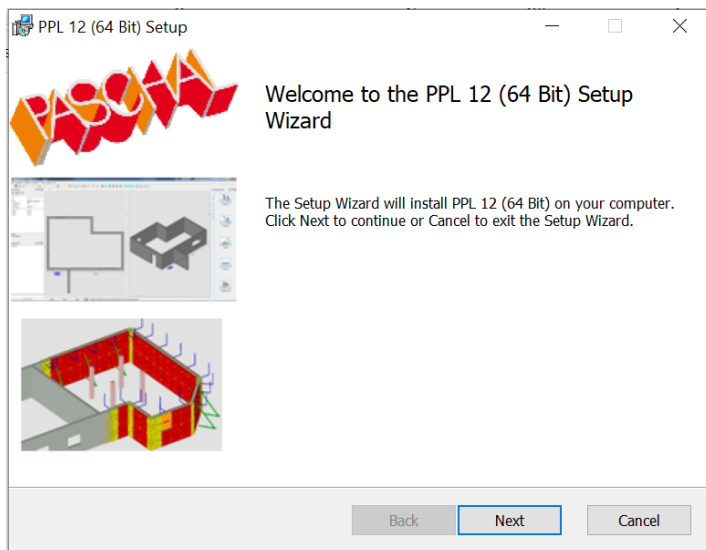 PPL 12 (64 Bit) Setup
PASCHAL
Welcome to the PPL 12 (64 Bit) Setup
Wizard
The Setup Wizard will install PPL 12 (64 Bit) on your computer.
Click Next to continue or Cancel to exit the Setup Wizard.
Back
Next
Cancel